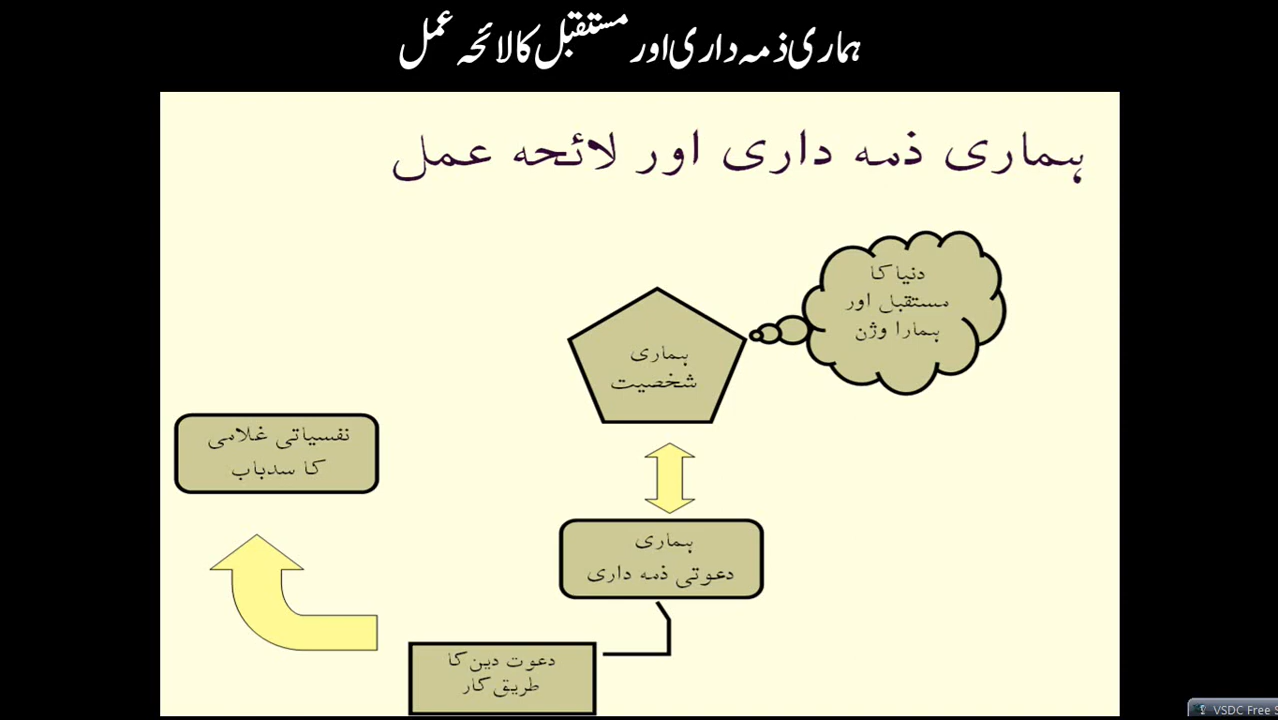 ہماری ذمہ داری اور مستقبل کا لائحہ عمل
ہماری ذمہ داری اور لائحہ عمل
دنیا کا
مستقبل اور
ہمارا وژن
ہماری
شخصیت
نفسیاتی غلامی
کا سدباب
ہماری
دعوتی ذمہ داری
دعوت دین کا
طریق کار
VSDC Free S